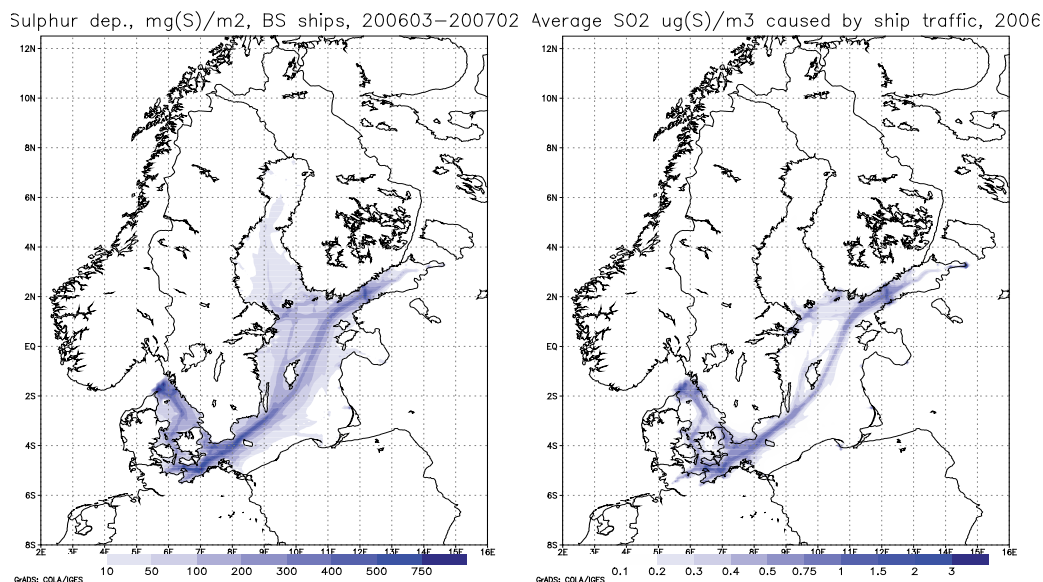 Sulphur dep., mg(S)/m2, BS ships, 200603-200702
12N
10N
8N
6N
4N
2N
EQ
2S
4S
6S
8S
2E 3E 4E 5E 6E 7E 8E 9E 10E 11E 12E 13E 14E 15E 16E
10 50 100 200 300 400 500 750
GrADS: COLA/IGES
Average SO2 ug(S)/m3 caused by ship traffic, 2006
12N
10N
8N
6N
4N
2N
EQ
2S
4S
6S
8S
2E 3E 4E 5E 6E 7E 8E 9E 10E 11E 12E 13E 14E 15E 16E
0.1 0.2 0.3 0.4 0.5 0.75 1 1.5 2 3
GrADS: COLA/IGES